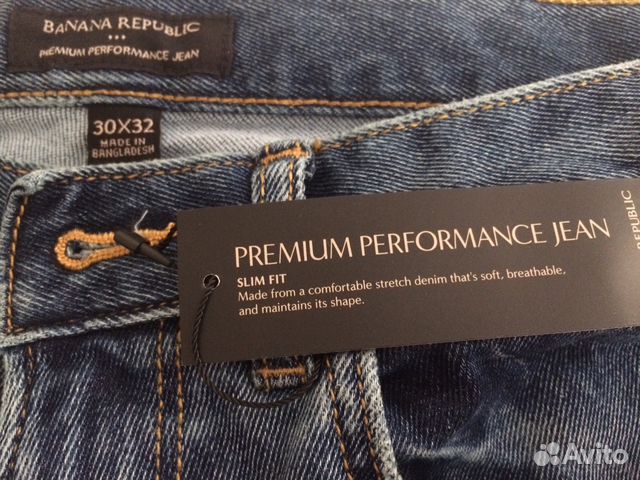 BANANA REPUBLIC
PREMIUM PERFORMANCE JEAN
30X32
MADE IN
BANGLADESH
PREMIUM PERFORMANCE JEAN
SLIM FIT
Made from a comfortable stretch denim that's soft, breathable,
and maintains its shape.
REPUBLIC
Avito